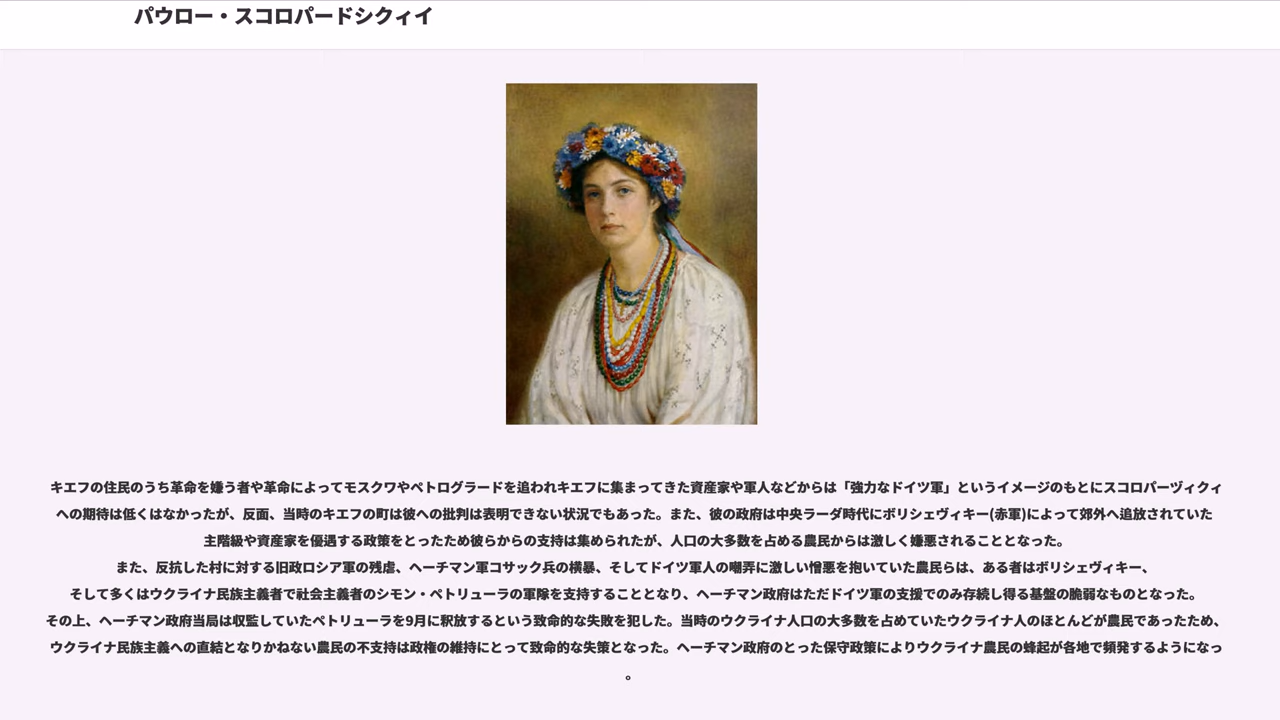 パウロー・スコロパードシクィイ
キエフの住民のうち革命を嫌う者や革命によってモスクワやペトログラードを追われキエフに集まってきた資産家や軍人などからは「強力なドイツ軍」というイメージのもとにスコロパーヅィクィ
への期待は低くはなかったが、反面、当時のキエフの町は彼への批判は表明できない状況でもあった。また、彼の政府は中央ラーダ時代にボリシェヴィキー(赤軍)によって郊外へ追放されていた
主階級や資産家を優遇する政策をとったため彼らからの支持は集められたが、人口の大多数を占める農民からは激しく嫌悪されることとなった。
また、反抗した村に対する旧政ロシア軍の残虐、ヘーチマン軍コサック兵の横暴、そしてドイツ軍人の嘲弄に激しい憎悪を抱いていた農民らは、ある者はボリシェヴィキー、
そして多くはウクライナ民族主義者で社会主義者のシモン・ペトリューラの軍隊を支持することとなり、ヘーチマン政府はただドイツ軍の支援でのみ存続し得る基盤の脆弱なものとなった。
その上、ヘーチマン政府当局は収監していたペトリューラを9月に釈放するという致命的な失敗を犯した。当時のウクライナ人口の大多数を占めていたウクライナ人のほとんどが農民であったため、
ウクライナ民族主義への直結となりかねない農民の不支持は政権の維持にとって致命的な失策となった。ヘーチマン政府のとった保守政策によりウクライナ農民の蜂起が各地で頻発するようになっ
。